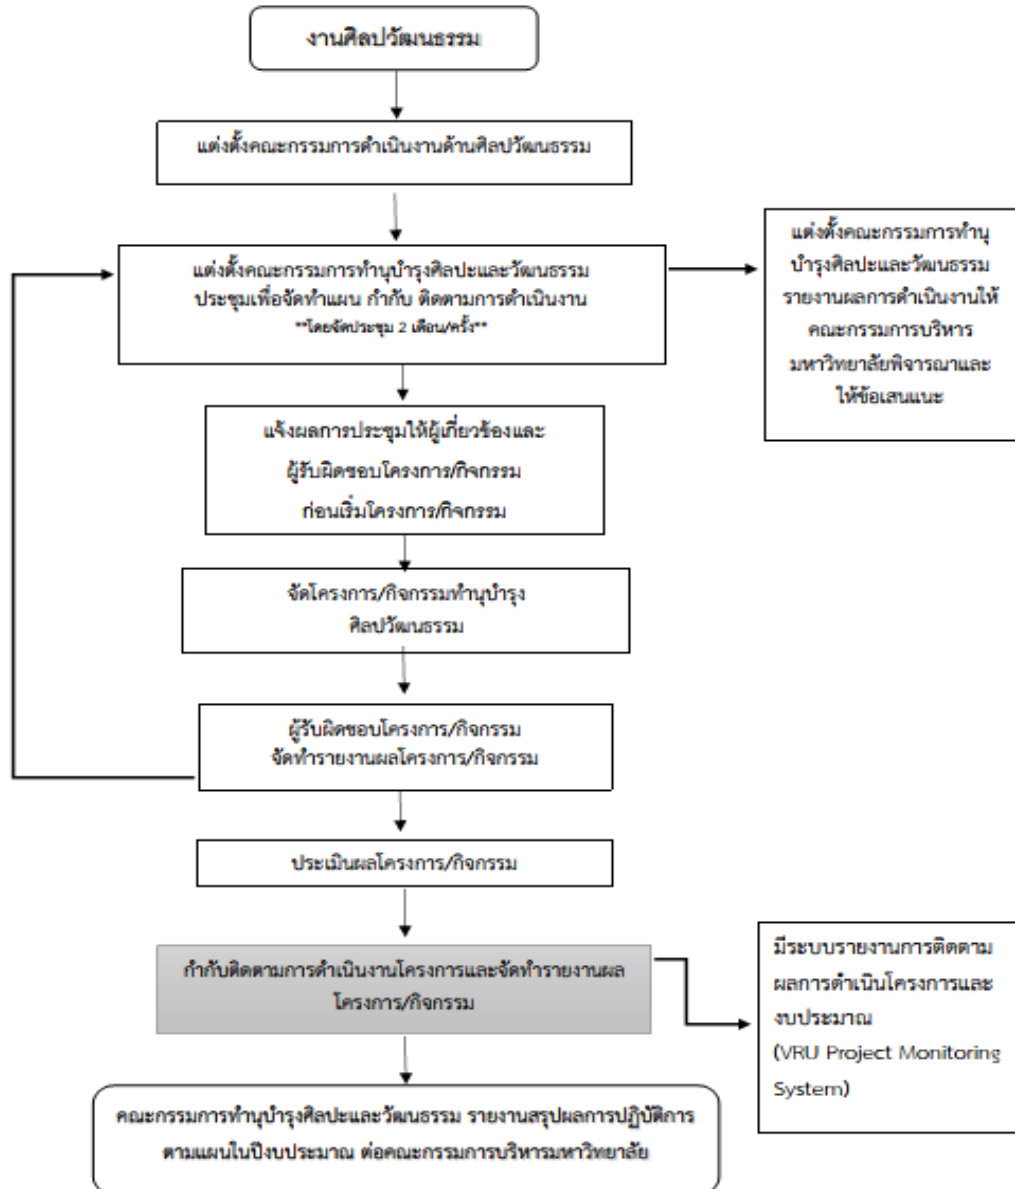 งานศิลปวัฒนธรรม
แต่งตั้งคณะกรรมการดำเนินงานด้านศิลปวัฒนธรรม
แต่งตั้งคณะกรรมการทำนุบำรุงศิลปะและวัฒนธรรม
ประชุมเพื่อจัดทำแผน กำกับ ติดตามการดำเนินงาน
**โดยจัดประชุม 2 เดือน/ครั้ง**
แต่งตั้งคณะกรรมการทำนุ
บำรุงศิลปะและวัฒนธรรม
รายงานผลการดำเนินงานให้
คณะกรรมการบริหาร
มหาวิทยาลัยพิจารณาและ
ให้ข้อเสนแนะ
แจ้งผลการประชุมให้ผู้เกี่ยวข้องและ
ผู้รับผิดชอบโครงการ/กิจกรรม
ก่อนเริ่มโครงการ/กิจกรรม
จัดโครงการ/กิจกรรมทำนุบำรุง
ศิลปวัฒนธรรม
ผู้รับผิดชอบโครงการ/กิจกรรม
จัดทำรายงานผลโครงการ/กิจกรรม
ประเมินผลโครงการ/กิจกรรม
กำกับติดตามการดำเนินงานโครงการและจัดทำรายงานผล
โครงการ/กิจกรรม
มีระบบรายงานการติดตาม
ผลการดำเนินโครงการและ
งบประมาณ
(VRU Project Monitoring
System)
คณะกรรมการทำนุบำรุงศิลปะและวัฒนธรรม รายงานสรุปผลการปฏิบัติการ
ตามแผนในปีงบประมาณ ต่อคณะกรรมการบริหารมหาวิทยาลัย